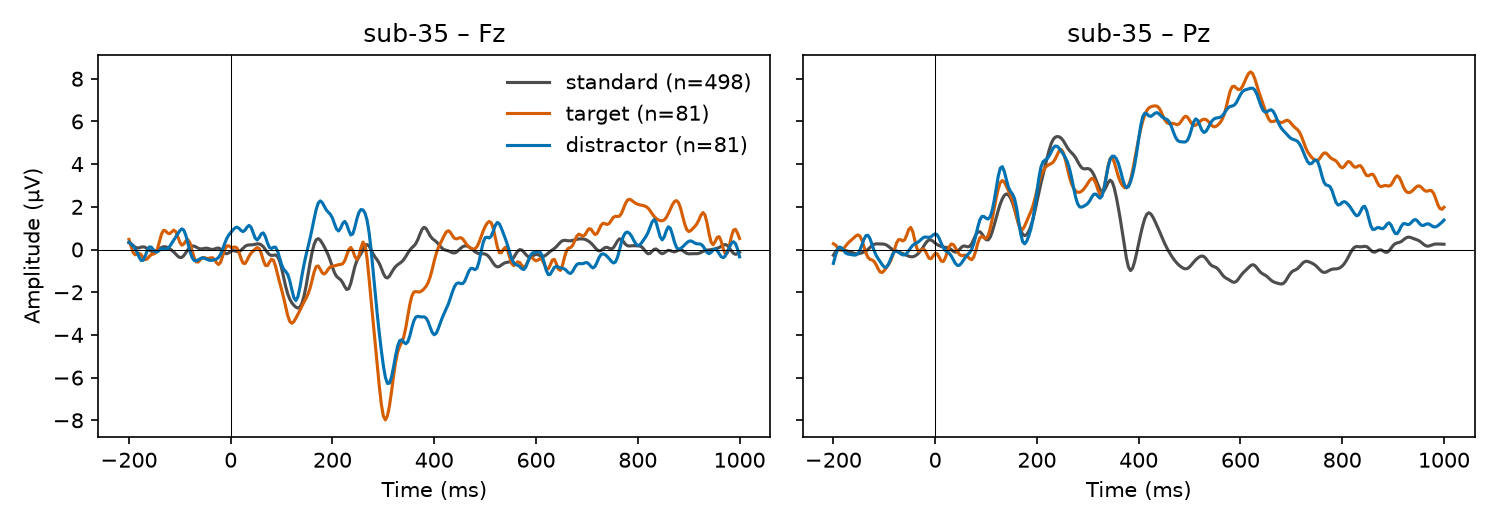 sub-35 – Fz
standard (n=498)
target (n=81)
distractor (n=81)
Amplitude (µV)
8
6
4
2
0
−2
−4
−6
−8
−200 0 200 400 600 800 1000
Time (ms)
sub-35 – Pz
−200 0 200 400 600 800 1000
Time (ms)